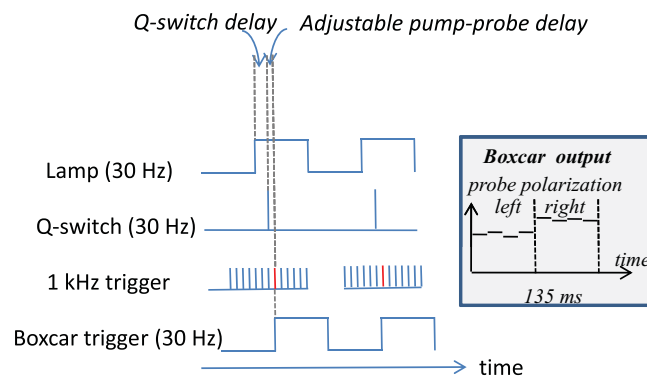 Q-switch delay
Adjustable pump-probe delay
Lamp (30 Hz)
Q-switch (30 Hz)
1 kHz trigger
Boxcar trigger (30 Hz)
time
Boxcar output
probe polarization
left right
time
135 ms